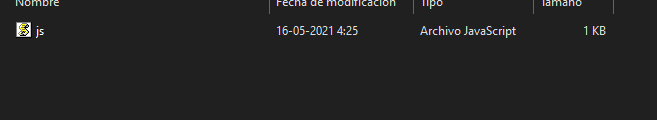 Nombre Fecha de modificación Tipo Tamaño
js 16-05-2021 4:25 Archivo JavaScript 1 KB